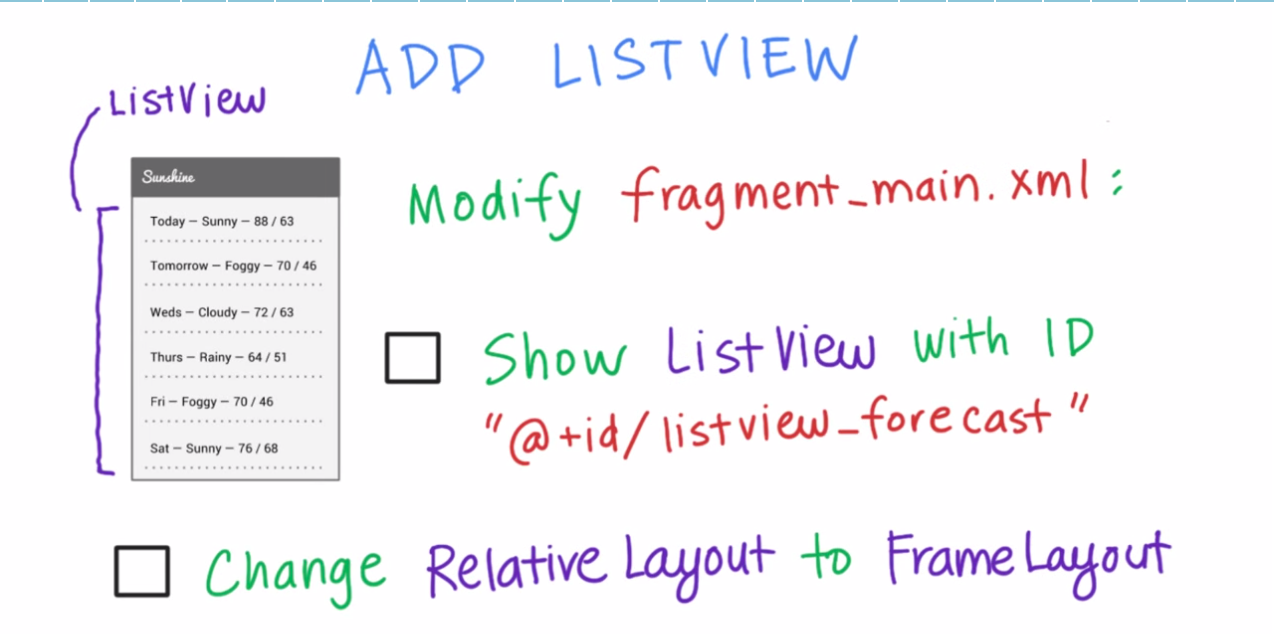 ADD LISTVIEW
ListView
Sunshine
Today – Sunny – 88 / 63
Tomorrow – Foggy – 70 / 46
Weds – Cloudy – 72 / 63
Thurs – Rainy – 64 / 51
Fri – Foggy – 70 / 46
Sat – Sunny – 76 / 68
Modify fragment_main.xml:
Show ListView with ID
"@+id/listview_forecast"
Change RelativeLayout to FrameLayout